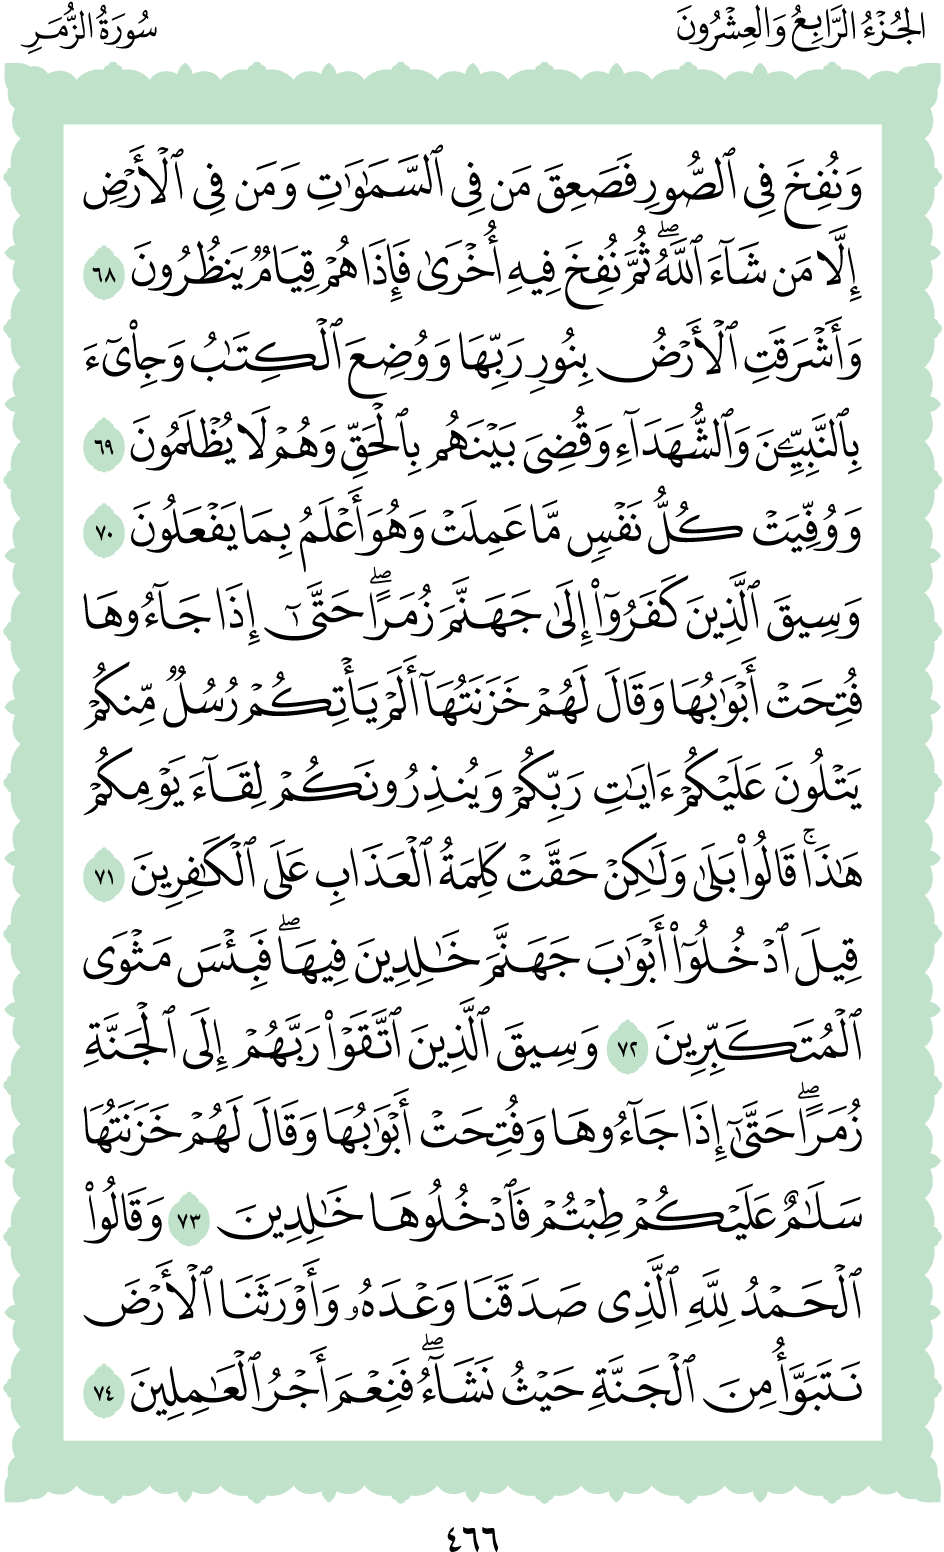 الجُزْءُ الرَّابِعُ وَالعِشْرُونَ
سُورَةُ الزُّمَرِ
وَنُفِخَ فِى ٱلصُّورِ فَصَعِقَ مَن فِى ٱلسَّمَٰوَٰتِ وَمَن فِى ٱلْأَرْضِ
إِلَّا مَن شَآءَ ٱللَّهُ ۖ ثُمَّ نُفِخَ فِيهِ أُخْرَىٰ فَإِذَا هُمْ قِيَامٌ يَنظُرُونَ ٦٨
وَأَشْرَقَتِ ٱلْأَرْضُ بِنُورِ رَبِّهَا وَوُضِعَ ٱلْكِتَٰبُ وَجِا۟ىٓءَ
بِٱلنَّبِيِّـۧنَ وَٱلشُّهَدَآءِ وَقُضِىَ بَيْنَهُم بِٱلْحَقِّ وَهُمْ لَا يُظْلَمُونَ ٦٩
وَوُفِّيَتْ كُلُّ نَفْسٍ مَّا عَمِلَتْ وَهُوَ أَعْلَمُ بِمَا يَفْعَلُونَ ٧٠
وَسِيقَ ٱلَّذِينَ كَفَرُوٓا۟ إِلَىٰ جَهَنَّمَ زُمَرًا ۖ حَتَّىٰٓ إِذَا جَآءُوهَا
فُتِحَتْ أَبْوَٰبُهَا وَقَالَ لَهُمْ خَزَنَتُهَآ أَلَمْ يَأْتِكُمْ رُسُلٌ مِّنكُمْ
يَتْلُونَ عَلَيْكُمْ ءَايَٰتِ رَبِّكُمْ وَيُنذِرُونَكُمْ لِقَآءَ يَوْمِكُمْ
هَٰذَا ۚ قَالُوا۟ بَلَىٰ وَلَٰكِنْ حَقَّتْ كَلِمَةُ ٱلْعَذَابِ عَلَى ٱلْكَٰفِرِينَ ٧١
قِيلَ ٱدْخُلُوٓا۟ أَبْوَٰبَ جَهَنَّمَ خَٰلِدِينَ فِيهَا ۖ فَبِئْسَ مَثْوَى
ٱلْمُتَكَبِّرِينَ ٧٢ وَسِيقَ ٱلَّذِينَ ٱتَّقَوْا۟ رَبَّهُمْ إِلَى ٱلْجَنَّةِ
زُمَرًا ۖ حَتَّىٰٓ إِذَا جَآءُوهَا وَفُتِحَتْ أَبْوَٰبُهَا وَقَالَ لَهُمْ خَزَنَتُهَا
سَلَٰمٌ عَلَيْكُمْ طِبْتُمْ فَٱدْخُلُوهَا خَٰلِدِينَ ٧٣ وَقَالُوا۟
ٱلْحَمْدُ لِلَّهِ ٱلَّذِى صَدَقَنَا وَعْدَهُۥ وَأَوْرَثَنَا ٱلْأَرْضَ
نَتَبَوَّأُ مِنَ ٱلْجَنَّةِ حَيْثُ نَشَآءُ ۖ فَنِعْمَ أَجْرُ ٱلْعَٰمِلِينَ ٧٤
٤٦٦